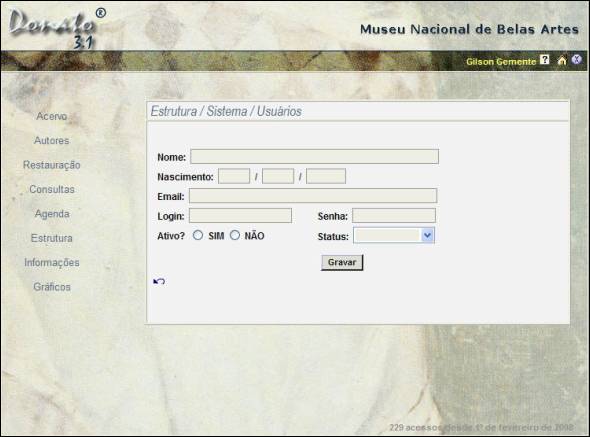 Donato ®
3.1
Museu Nacional de Belas Artes
Gilson Gemente ? X
Acervo
Autores
Restauração
Consultas
Agenda
Estrutura
Informações
Gráficos
Estrutura / Sistema / Usuários
Nome:
Nascimento: / /
Email:
Login: Senha:
Ativo? SIM NÃO Status:
Gravar
229 acessos desde 1º de fevereiro de 2008